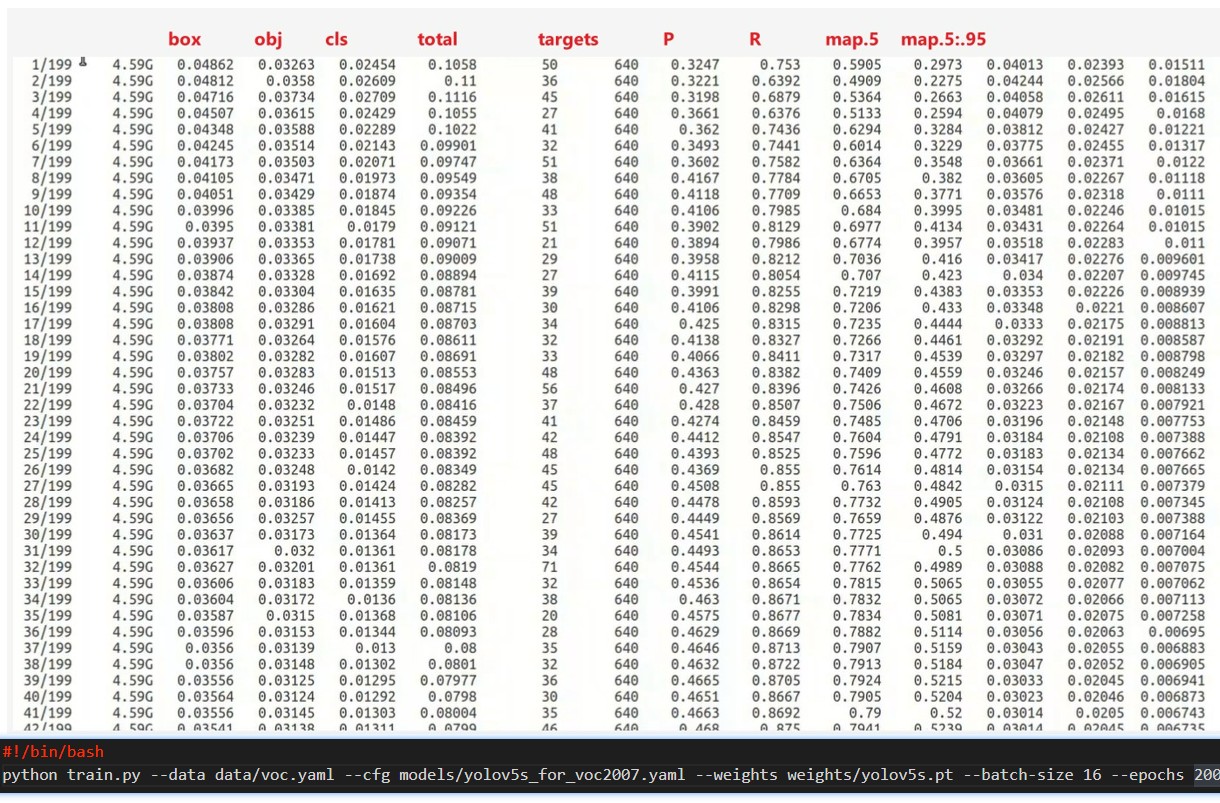 box obj cls total targets P R map.5 map.5:.95
1/199 4.59G 0.04862 0.03263 0.02454 0.1058 50 640 0.3247 0.753 0.5905 0.2973 0.04013 0.02393 0.01511
2/199 4.59G 0.04812 0.0358 0.02609 0.11 36 640 0.3221 0.6392 0.4909 0.2275 0.04244 0.02566 0.01804
3/199 4.59G 0.04716 0.03734 0.02709 0.1116 45 640 0.3198 0.6879 0.5364 0.2663 0.04058 0.02611 0.01615
4/199 4.59G 0.04507 0.03615 0.02429 0.1055 27 640 0.3661 0.6376 0.5133 0.2594 0.04079 0.02495 0.0168
5/199 4.59G 0.04348 0.03588 0.02289 0.1022 41 640 0.362 0.7436 0.6294 0.3284 0.03812 0.02427 0.01221
6/199 4.59G 0.04245 0.03514 0.02143 0.09901 32 640 0.3493 0.7441 0.6014 0.3229 0.03775 0.02455 0.01317
7/199 4.59G 0.04173 0.03503 0.02071 0.09747 51 640 0.3602 0.7582 0.6364 0.3548 0.03661 0.02371 0.0122
8/199 4.59G 0.04105 0.03471 0.01973 0.09549 38 640 0.4167 0.7784 0.6705 0.382 0.03605 0.02267 0.01118
9/199 4.59G 0.04051 0.03429 0.01874 0.09354 48 640 0.4118 0.7709 0.6653 0.3771 0.03576 0.02318 0.0111
10/199 4.59G 0.03996 0.03385 0.01845 0.09226 33 640 0.4106 0.7985 0.684 0.3995 0.03481 0.02246 0.01015
11/199 4.59G 0.0395 0.03381 0.0179 0.09121 51 640 0.3902 0.8129 0.6977 0.4134 0.03431 0.02264 0.01015
12/199 4.59G 0.03937 0.03353 0.01781 0.09071 21 640 0.3894 0.7986 0.6774 0.3957 0.03518 0.02283 0.011
13/199 4.59G 0.03906 0.03365 0.01738 0.09009 29 640 0.3958 0.8212 0.7036 0.416 0.03417 0.02276 0.009601
14/199 4.59G 0.03874 0.03328 0.01692 0.08894 27 640 0.4115 0.8054 0.707 0.423 0.034 0.02207 0.009745
15/199 4.59G 0.03842 0.03304 0.01635 0.08781 39 640 0.3991 0.8255 0.7219 0.4383 0.03353 0.02226 0.008939
16/199 4.59G 0.03808 0.03286 0.01621 0.08715 30 640 0.4106 0.8298 0.7206 0.433 0.03348 0.0221 0.008607
17/199 4.59G 0.03808 0.03291 0.01604 0.08703 34 640 0.425 0.8315 0.7235 0.4444 0.0333 0.02175 0.008813
18/199 4.59G 0.03771 0.03264 0.01576 0.08611 32 640 0.4138 0.8327 0.7266 0.4461 0.03292 0.02191 0.008587
19/199 4.59G 0.03802 0.03282 0.01607 0.08691 33 640 0.4066 0.8411 0.7317 0.4539 0.03297 0.02182 0.008798
20/199 4.59G 0.03757 0.03283 0.01513 0.08553 48 640 0.4363 0.8382 0.7409 0.4559 0.03246 0.02157 0.008249
21/199 4.59G 0.03733 0.03246 0.01517 0.08496 56 640 0.427 0.8396 0.7426 0.4608 0.03266 0.02174 0.008133
22/199 4.59G 0.03704 0.03232 0.0148 0.08416 37 640 0.428 0.8507 0.7506 0.4672 0.03223 0.02167 0.007921
23/199 4.59G 0.03722 0.03251 0.01486 0.08459 41 640 0.4274 0.8459 0.7485 0.4706 0.03196 0.02148 0.007753
24/199 4.59G 0.03706 0.03239 0.01447 0.08392 42 640 0.4412 0.8547 0.7604 0.4791 0.03184 0.02108 0.007388
25/199 4.59G 0.03702 0.03233 0.01457 0.08392 48 640 0.4393 0.8525 0.7596 0.4772 0.03183 0.02134 0.007662
26/199 4.59G 0.03682 0.03248 0.0142 0.08349 45 640 0.4369 0.855 0.7614 0.4814 0.03154 0.02134 0.007665
27/199 4.59G 0.03665 0.03193 0.01424 0.08282 45 640 0.4508 0.855 0.763 0.4842 0.0315 0.02111 0.007379
28/199 4.59G 0.03658 0.03186 0.01413 0.08257 42 640 0.4478 0.8593 0.7732 0.4905 0.03124 0.02108 0.007345
29/199 4.59G 0.03656 0.03257 0.01455 0.08369 27 640 0.4449 0.8569 0.7659 0.4876 0.03122 0.02103 0.007388
30/199 4.59G 0.03637 0.03173 0.01364 0.08173 39 640 0.4541 0.8614 0.7725 0.494 0.031 0.02088 0.007164
31/199 4.59G 0.03617 0.032 0.01361 0.08178 34 640 0.4493 0.8653 0.7771 0.5 0.03086 0.02093 0.007004
32/199 4.59G 0.03627 0.03201 0.01361 0.0819 71 640 0.4544 0.8665 0.7762 0.4989 0.03088 0.02082 0.007075
33/199 4.59G 0.03606 0.03183 0.01359 0.08148 32 640 0.4536 0.8654 0.7815 0.5065 0.03055 0.02077 0.007062
34/199 4.59G 0.03604 0.03172 0.0136 0.08136 38 640 0.463 0.8671 0.7832 0.5065 0.03072 0.02066 0.007113
35/199 4.59G 0.03587 0.0315 0.01368 0.08106 20 640 0.4575 0.8677 0.7834 0.5081 0.03071 0.02075 0.007258
36/199 4.59G 0.03596 0.03153 0.01344 0.08093 28 640 0.4629 0.8669 0.7882 0.5114 0.03056 0.02063 0.00695
37/199 4.59G 0.0356 0.03139 0.013 0.08 35 640 0.4646 0.8713 0.7907 0.5159 0.03043 0.02055 0.006883
38/199 4.59G 0.0356 0.03148 0.01302 0.0801 32 640 0.4632 0.8722 0.7913 0.5184 0.03047 0.02052 0.006905
39/199 4.59G 0.03556 0.03125 0.01295 0.07977 36 640 0.4665 0.8705 0.7924 0.5215 0.03033 0.02045 0.006941
40/199 4.59G 0.03564 0.03124 0.01292 0.0798 30 640 0.4651 0.8667 0.7905 0.5204 0.03023 0.02046 0.006873
41/199 4.59G 0.03556 0.03145 0.01303 0.08004 35 640 0.4663 0.8692 0.79 0.52 0.03014 0.0205 0.006743
42/199 4.59G 0.03541 0.03138 0.01311 0.0799 46 640 0.468 0.875 0.7941 0.5239 0.03014 0.02045 0.006735
#!/bin/bash
python train.py --data data/voc.yaml --cfg models/yolov5s_for_voc2007.yaml --weights weights/yolov5s.pt --batch-size 16 --epochs 200